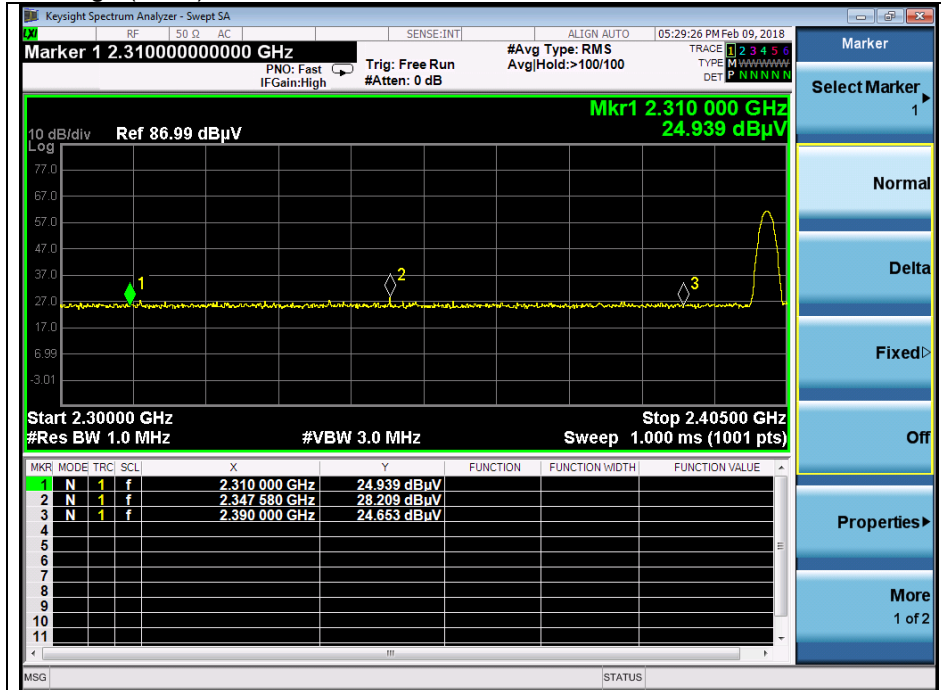 Keysight Spectrum Analyzer - Swept SA
LXI RF 50 Ω AC SENSE:INT ALIGN AUTO 05:29:26 PM Feb 09, 2018
Marker 1 2.310000000000 GHz
PNO: Fast
IFGain:High
Trig: Free Run
#Atten: 0 dB
#Avg Type: RMS
Avg|Hold:>100/100
TRACE 1 2 3 4 5 6
TYPE M W W W W W
DET P N N N N N
Mkr1 2.310 000 GHz
24.939 dBµV
10 dB/div Ref 86.99 dBµV
Log
77.0
67.0
57.0
47.0
37.0
27.0
17.0
6.99
-3.01
1
2
3
Start 2.30000 GHz Stop 2.40500 GHz
#Res BW 1.0 MHz #VBW 3.0 MHz Sweep 1.000 ms (1001 pts)
MKR MODE TRC SCL X Y FUNCTION FUNCTION WIDTH FUNCTION VALUE
1 N 1 f 2.310 000 GHz 24.939 dBµV
2 N 1 f 2.347 580 GHz 28.209 dBµV
3 N 1 f 2.390 000 GHz 24.653 dBµV
4
5
6
7
8
9
10
11
MSG STATUS
Marker
Select Marker
1
Normal
Delta
Fixed
Off
Properties
More
1 of 2